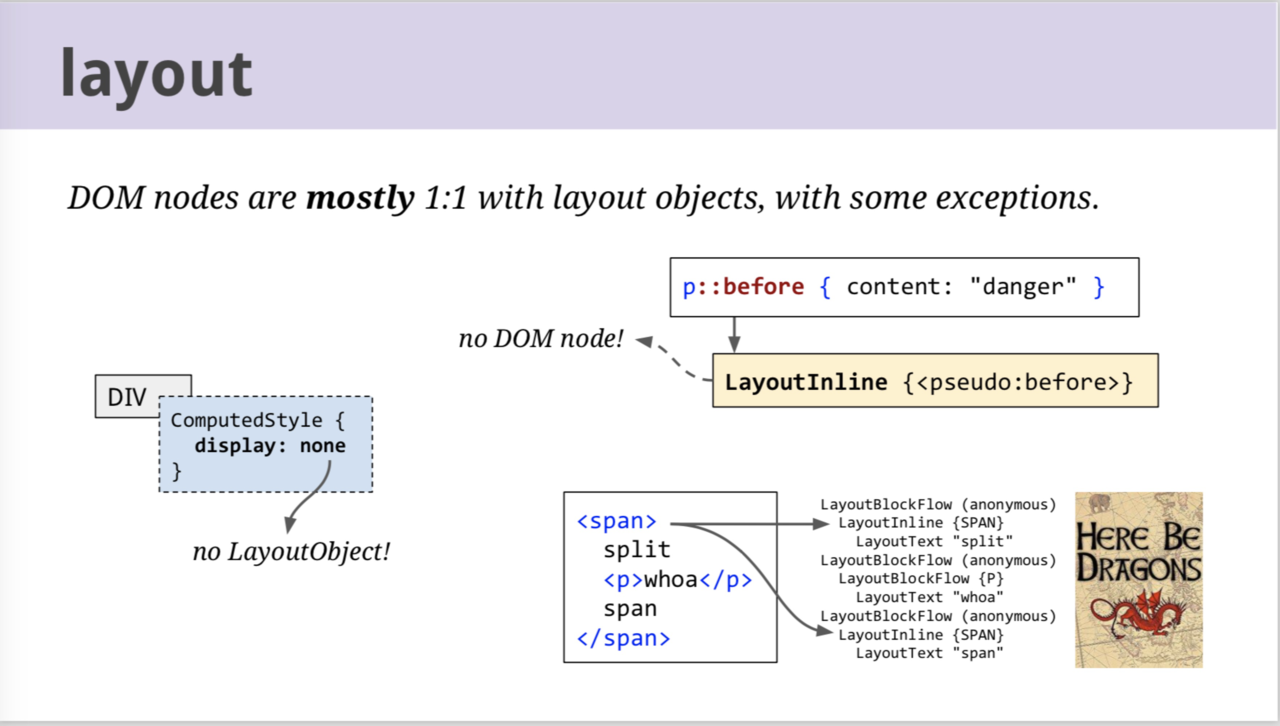 layout
DOM nodes are mostly 1:1 with layout objects, with some exceptions.
p::before { content: "danger" }
no DOM node!
LayoutInline {<pseudo:before>}
DIV
ComputedStyle {
display: none
}
no LayoutObject!
<span>
split
<p>whoa</p>
span
</span>
LayoutBlockFlow (anonymous)
LayoutInline {SPAN}
LayoutText "split"
LayoutBlockFlow (anonymous)
LayoutBlockFlow {P}
LayoutText "whoa"
LayoutBlockFlow (anonymous)
LayoutInline {SPAN}
LayoutText "span"
HERE BE
DRAGONS